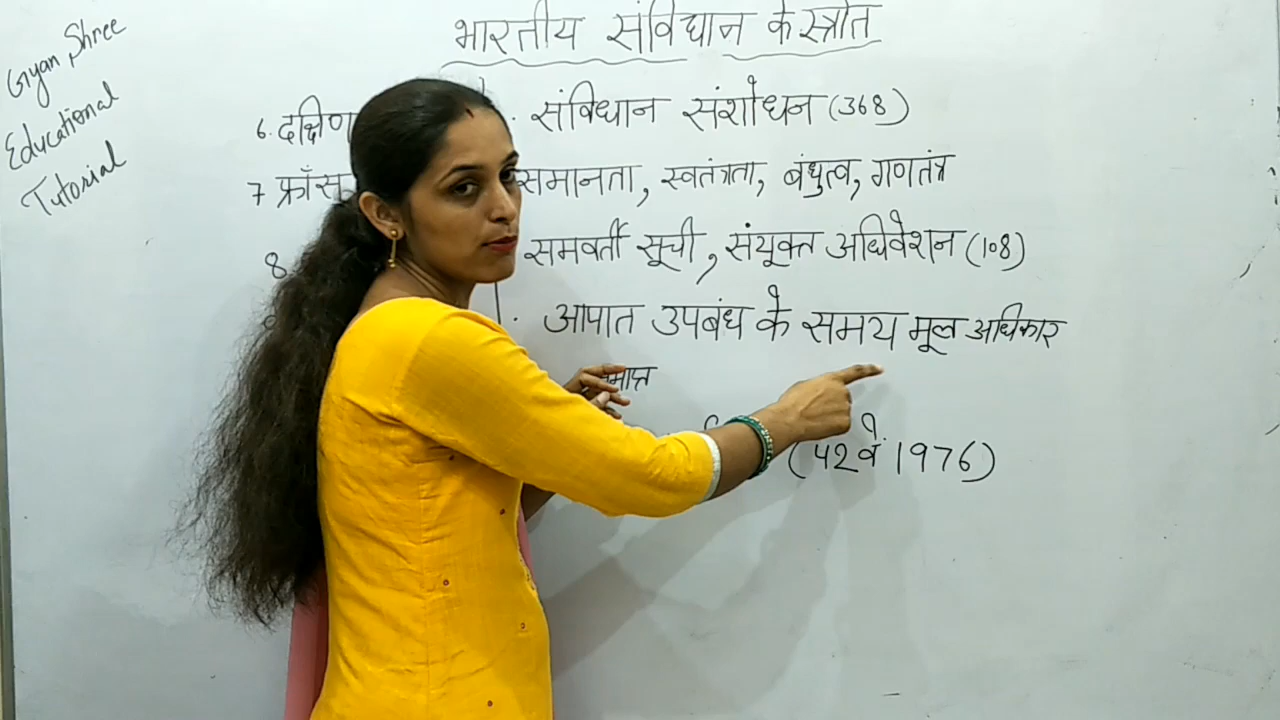 Gyan Shree
Educational
Tutorial
भारतीय संविधान के स्त्रोत
6. दक्षिण . संविधान संशोधन (368)
7 फ्राँस समानता, स्वतंत्रता, बंधुत्व, गणतंत्र
8 समवर्ती सूची, संयूक्त अधिवेशन (108)
. आपात उपबंध के समय मूल अधिकार
(42वें 1976)